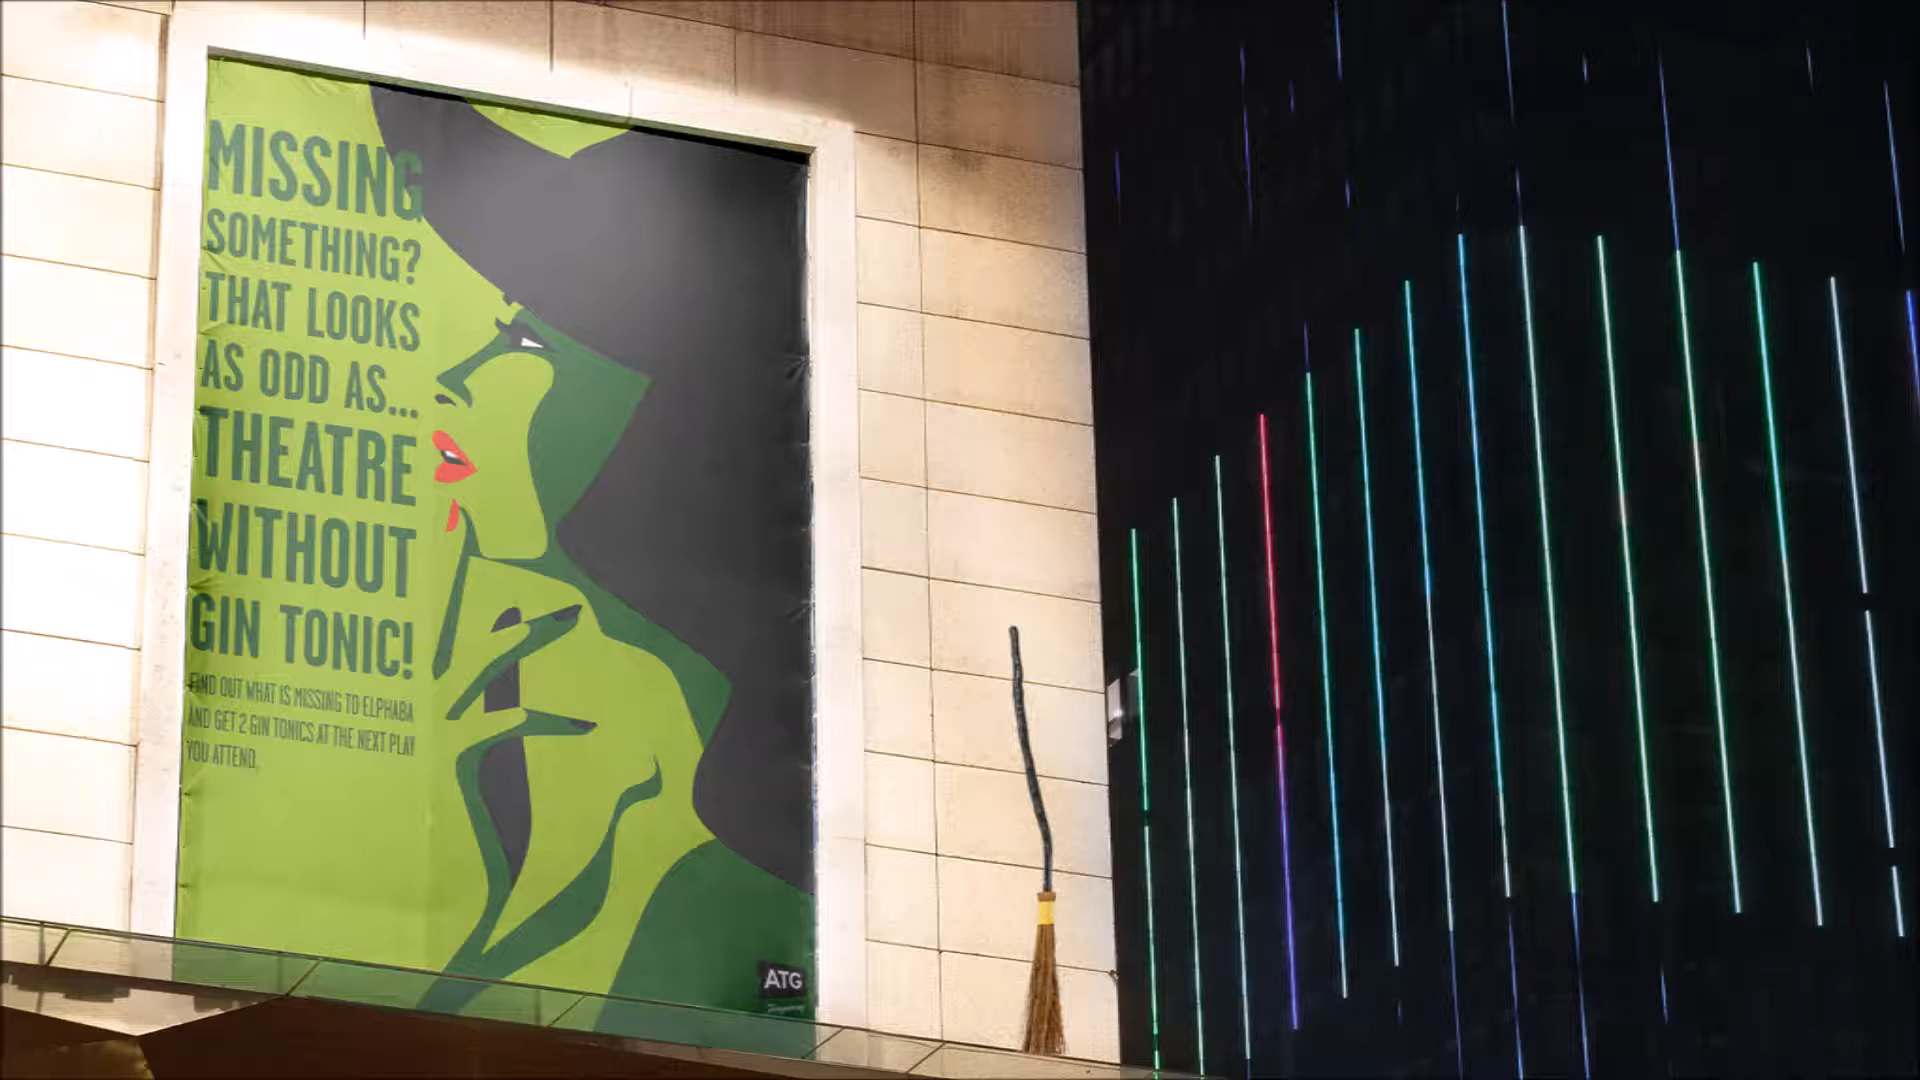 MISSING
SOMETHING?
THAT LOOKS
AS ODD AS...
THEATRE
WITHOUT
GIN TONIC!
FIND OUT WHAT IS MISSING TO ELPHABA
AND GET 2 GIN TONICS AT THE NEXT PLAY
YOU ATTEND.
ATG